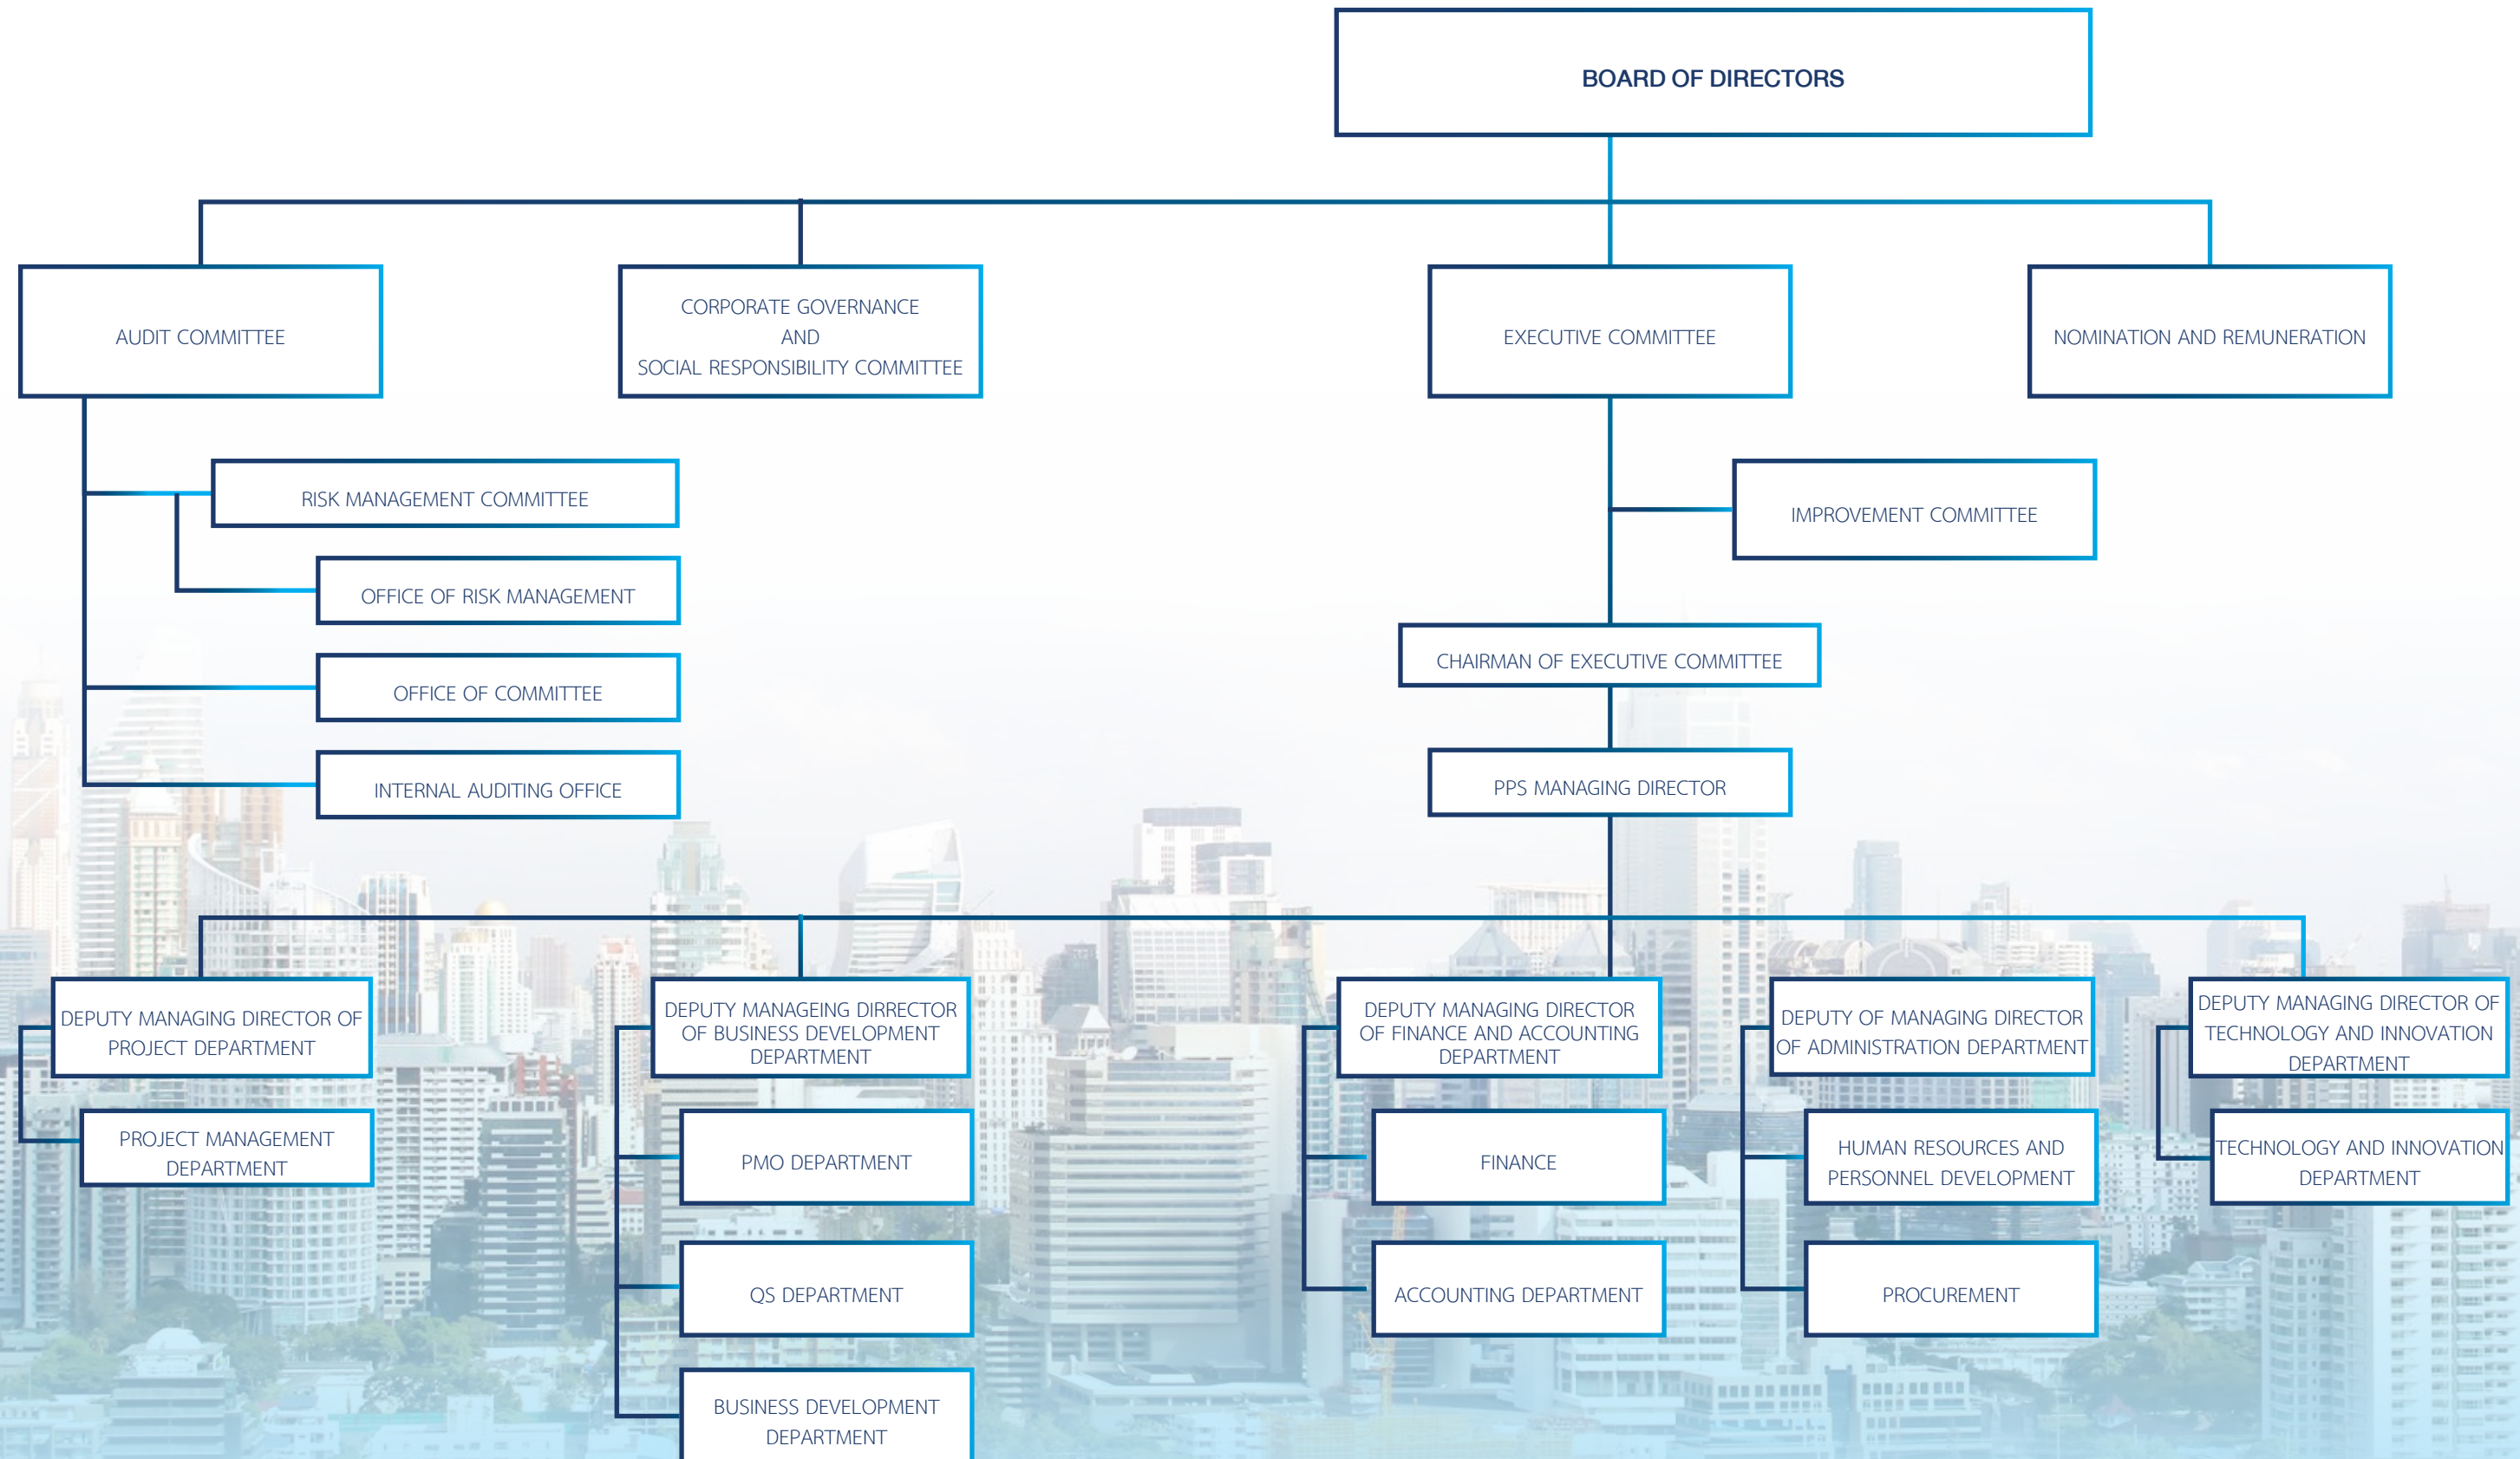 BOARD OF DIRECTORS
AUDIT COMMITTEE
CORPORATE GOVERNANCE
AND
SOCIAL RESPONSIBILITY COMMITTEE
EXECUTIVE COMMITTEE
NOMINATION AND REMUNERATION
RISK MANAGEMENT COMMITTEE
OFFICE OF RISK MANAGEMENT
OFFICE OF COMMITTEE
INTERNAL AUDITING OFFICE
IMPROVEMENT COMMITTEE
CHAIRMAN OF EXECUTIVE COMMITTEE
PPS MANAGING DIRECTOR
DEPUTY MANAGING DIRRECTOR OF
PROJECT DEPARTMENT
PROJECT MANAGEMENT
DEPARTMENT
DEPUTY MANAGEING DIRRECTOR
OF BUSINESS DEVELOPMENT
DEPARTMENT
PMO DEPARTMENT
QS DEPARTMENT
BUSINESS DEVELOPMENT
DEPARTMENT
DEPUTY MANAGING DIRECTOR
OF FINANCE AND ACCOUNTING
DEPARTMENT
FINANCE
ACCOUNTING DEPARTMENT
DEPUTY OF MANAGING DIRECTOR
OF ADMINISTRATION DEPARTMENT
HUMAN RESOURCES AND
PERSONNEL DEVELOPMENT
PROCUREMENT
DEPUTY MANAGING DIRECTOR OF
TECHNOLOGY AND INNOVATION
DEPARTMENT
TECHNOLOGY AND INNOVATION
DEPARTMENT